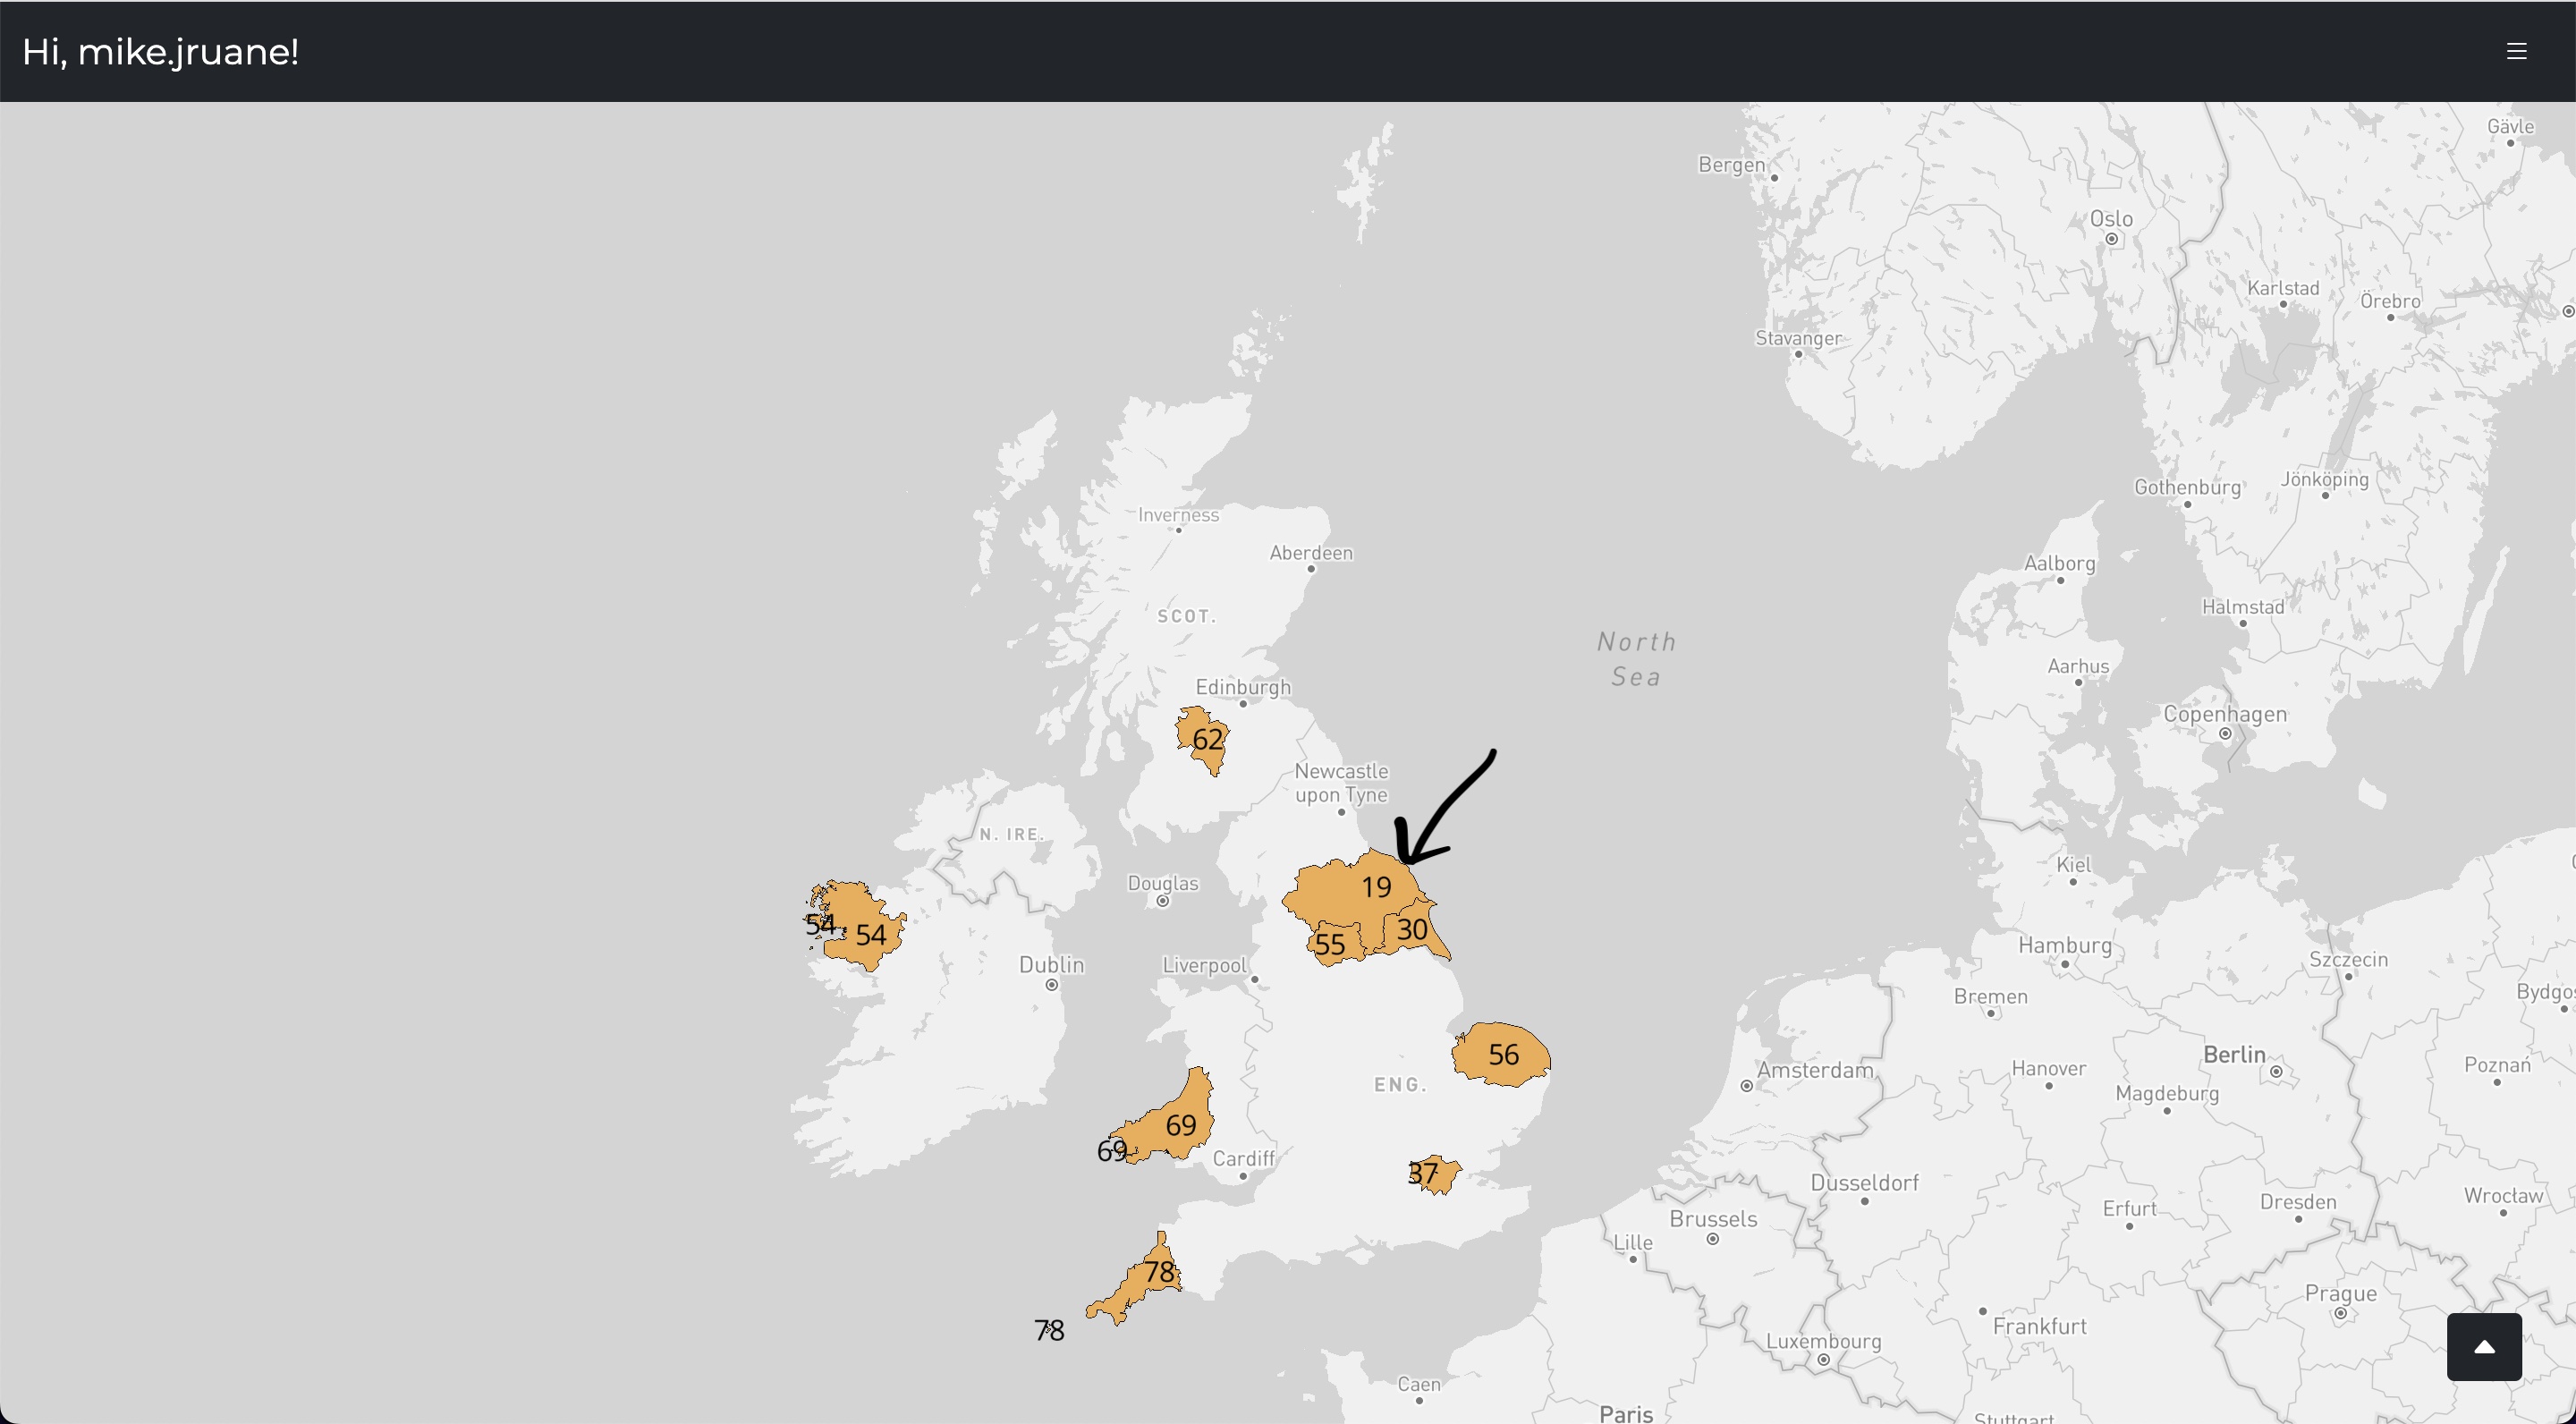 Hi, mike.jruane!
Gävle
Bergen
Oslo
Karlstad
Örebro
Stavanger
Jönköping
Gothenburg
Inverness
Aberdeen
Aalborg
Halmstad
SCOT.
North
Sea
Aarhus
Edinburgh
Copenhagen
62
Newcastle
upon Tyne
N. IRE.
Kiel
Douglas
19
54
54
30
55
Hamburg
Szczecin
Dublin
Liverpool
Bremen
56
Berlin
Amsterdam
Hanover
Poznań
ENG.
Magdeburg
69
69
Cardiff
37
Dusseldorf
Wrocław
Dresden
Erfurt
Brussels
Lille
78
Prague
78
Frankfurt
Luxembourg
Caen
Paris
Stuttgart